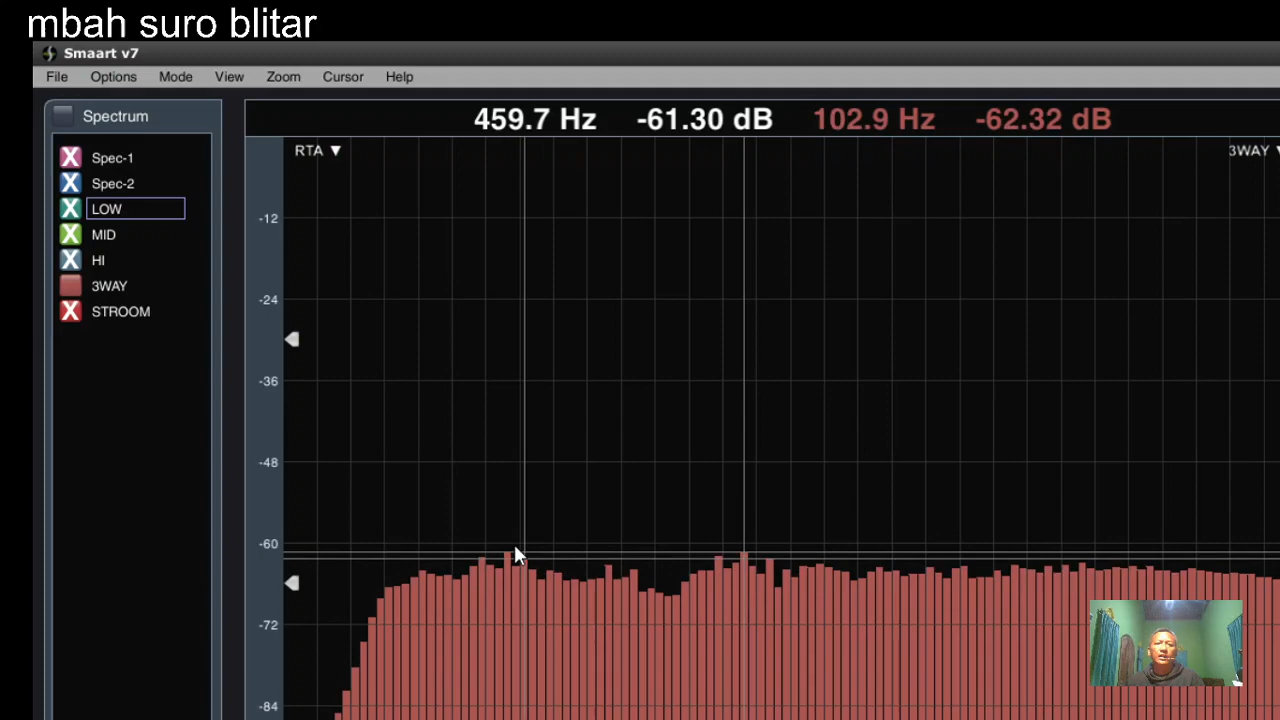 mbah suro blitar
Smaart v7
File Options Mode View Zoom Cursor Help
Spectrum
459.7 Hz -61.30 dB 102.9 Hz -62.32 dB
RTA ▼ 3WAY
Spec-1
Spec-2
LOW
MID
HI
3WAY
STROOM
-12
-24
-36
-48
-60
-72
-84